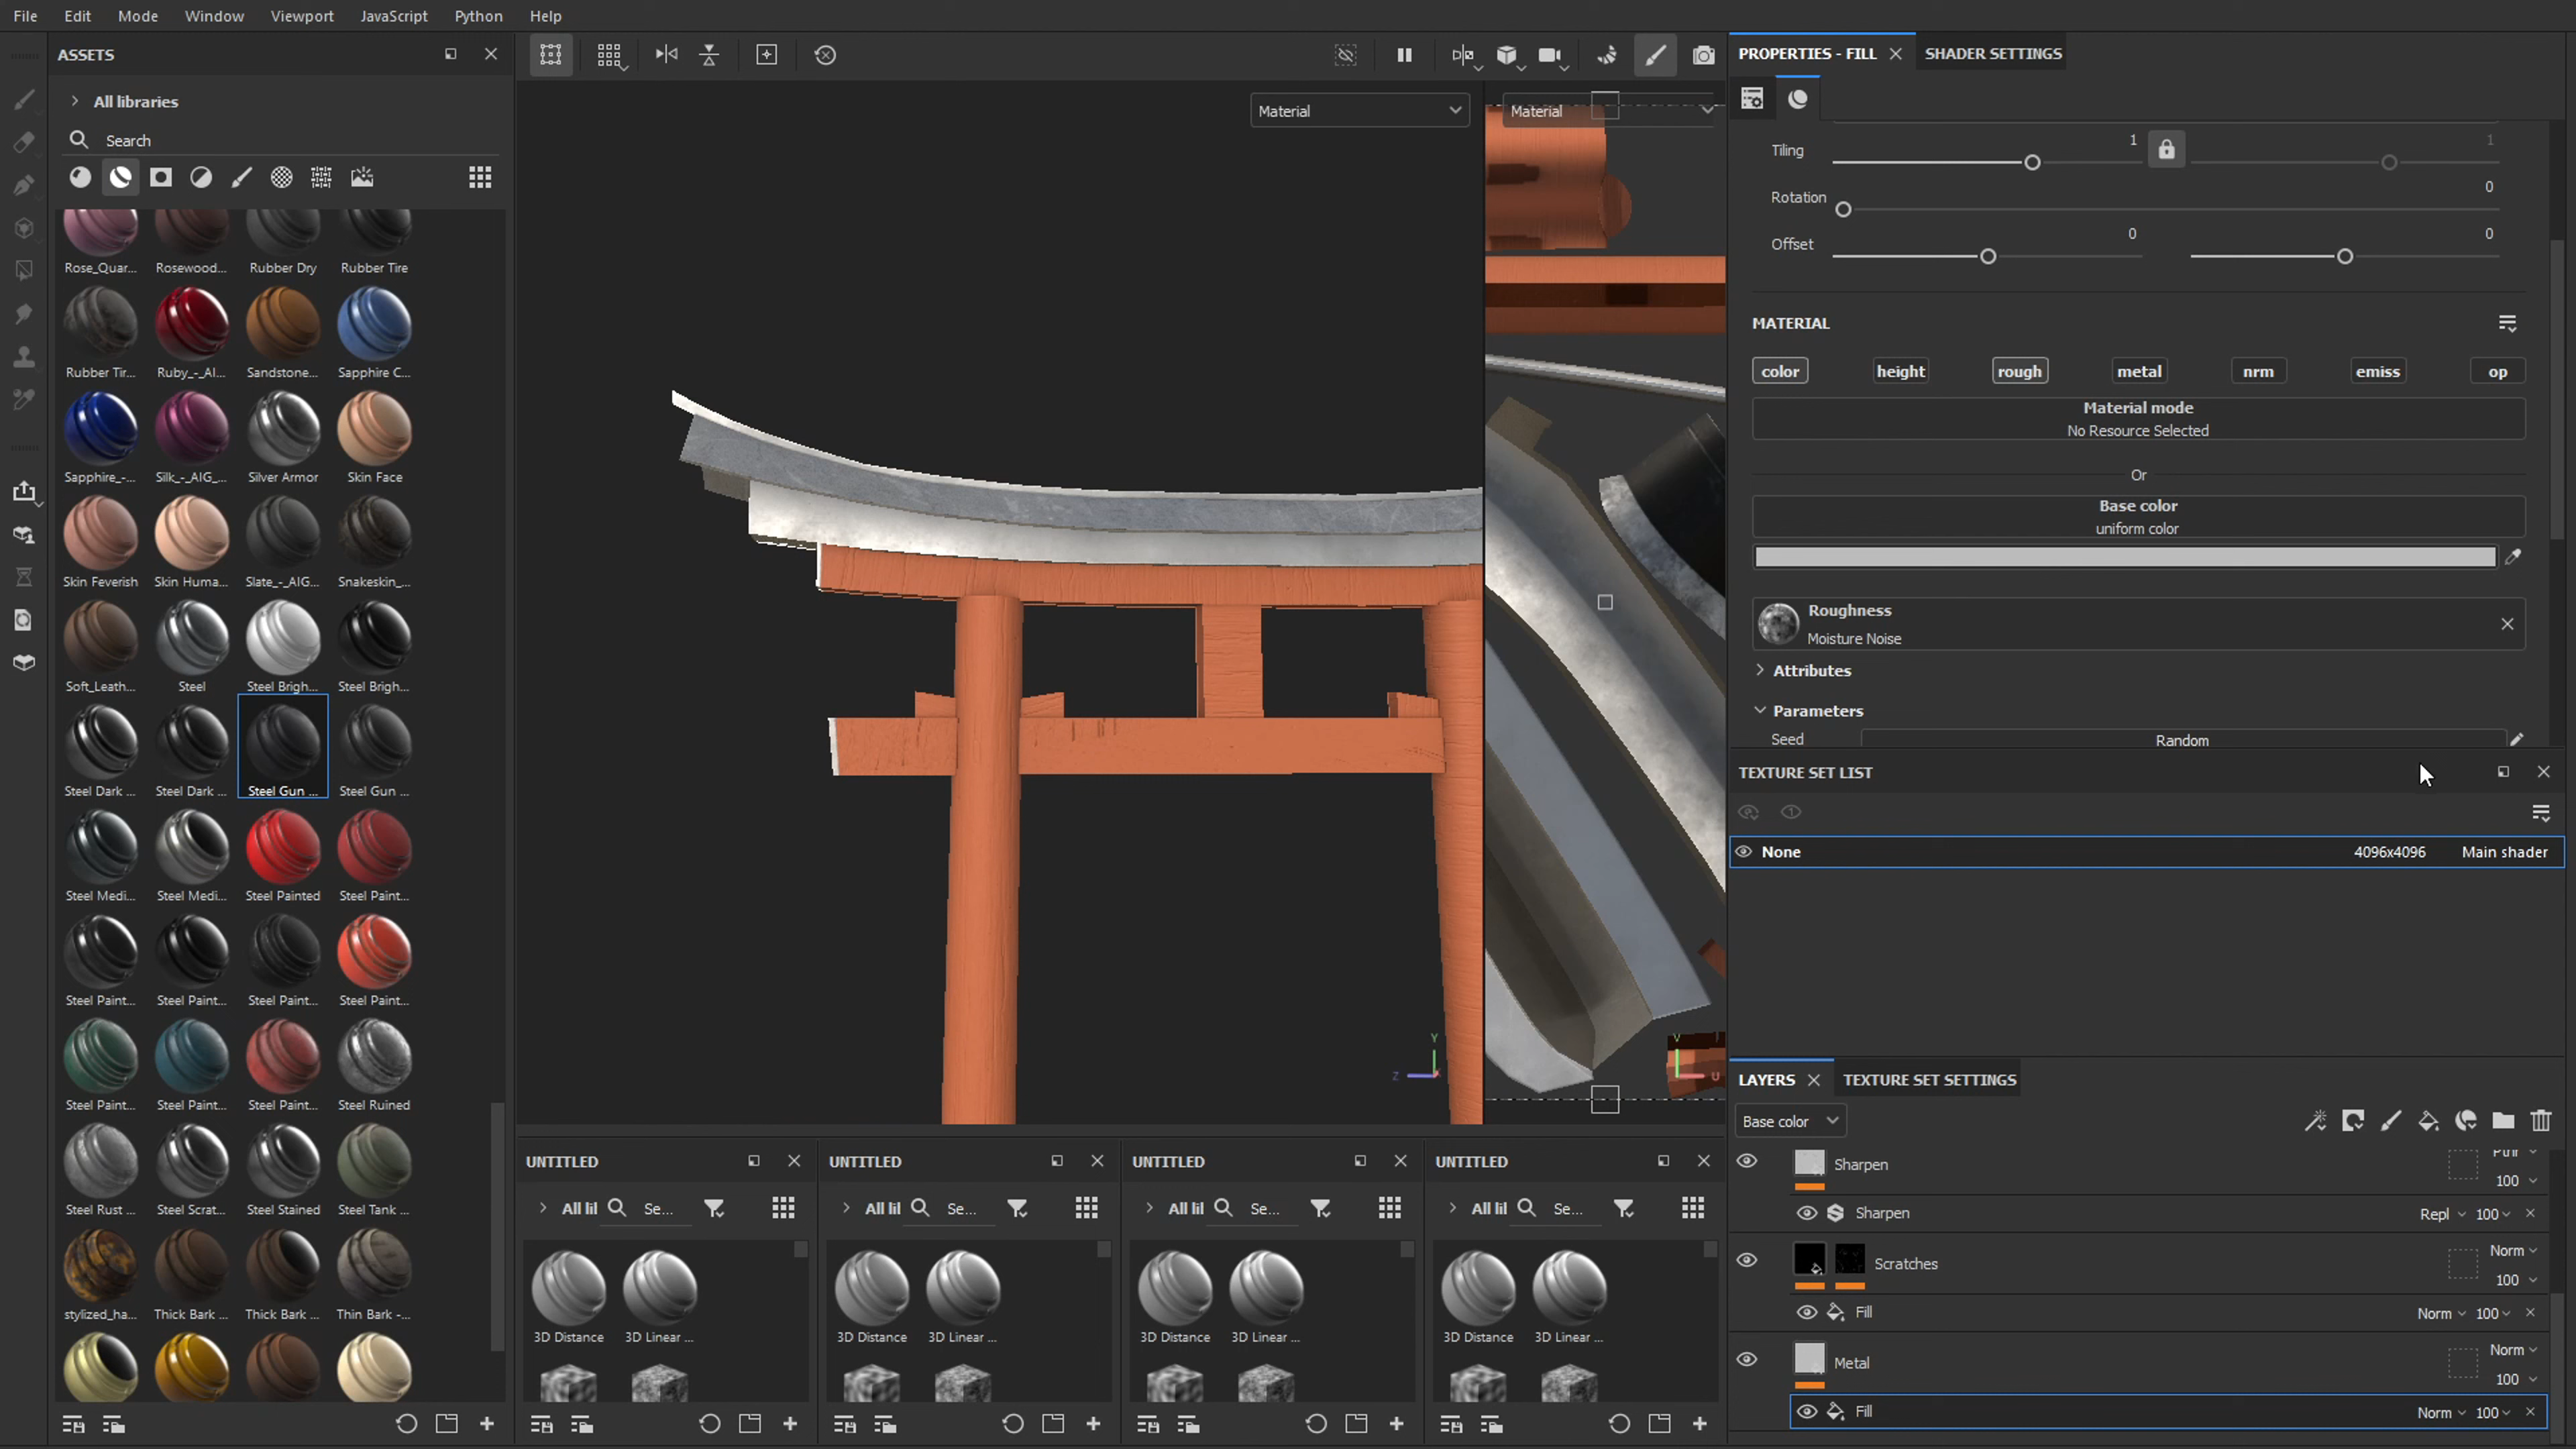 File Edit Mode Window Viewport JavaScript Python Help
ASSETS
All libraries
Search
Rose_Quar... Rosewood... Rubber Dry Rubber Tire
Rubber Tir... Ruby_-_AI... Sandstone... Sapphire C...
Sapphire_-... Silk_-_AIG_... Silver Armor Skin Face
Skin Feverish Skin Huma... Slate_-_AIG... Snakeskin_...
Soft_Leath... Steel Steel Brigh... Steel Brigh...
Steel Dark ... Steel Dark ... Steel Gun ... Steel Gun ...
Steel Medi... Steel Medi... Steel Painted Steel Paint...
Steel Paint... Steel Paint... Steel Paint... Steel Paint...
Steel Paint... Steel Paint... Steel Paint... Steel Ruined
Steel Rust ... Steel Scrat... Steel Stained Steel Tank ...
stylized_ha... Thick Bark ... Thick Bark ... Thin Bark -...
Material
Material
Y
Z
V
U
UNTITLED
All lil Se...
3D Distance 3D Linear ...
UNTITLED
All lil Se...
3D Distance 3D Linear ...
UNTITLED
All lil Se...
3D Distance 3D Linear ...
UNTITLED
All lil Se...
3D Distance 3D Linear ...
PROPERTIES - FILL SHADER SETTINGS
Tiling 1 1
Rotation 0
Offset 0 0
MATERIAL
color height rough metal nrm emiss op
Material mode
No Resource Selected
Or
Base color
uniform color
Roughness
Moisture Noise
Attributes
Parameters
Seed Random
TEXTURE SET LIST
None 4096x4096 Main shader
LAYERS TEXTURE SET SETTINGS
Base color
Sharpen Pthr
100
Sharpen Repl 100
Scratches Norm
100
Fill Norm 100
Metal Norm
100
Fill Norm 100